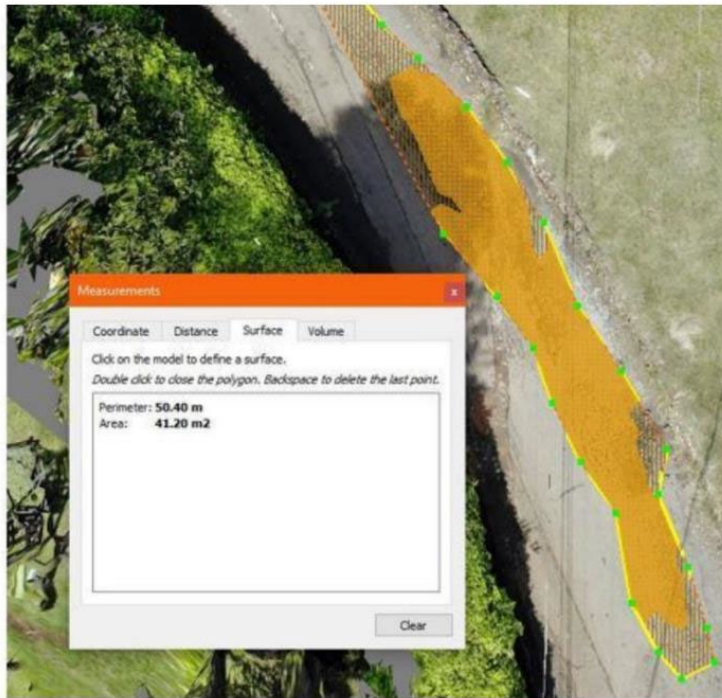 Measurements
x
Coordinate Distance Surface Volume
Click on the model to define a surface.
Double click to close the polygon. Backspace to delete the last point.
Perimeter: 50.40 m
Area: 41.20 m2
Clear